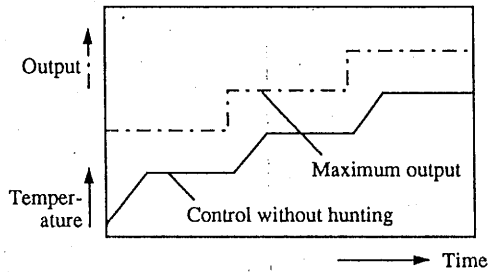 Output
Maximum output
Temper-
ature
Control without hunting
Time